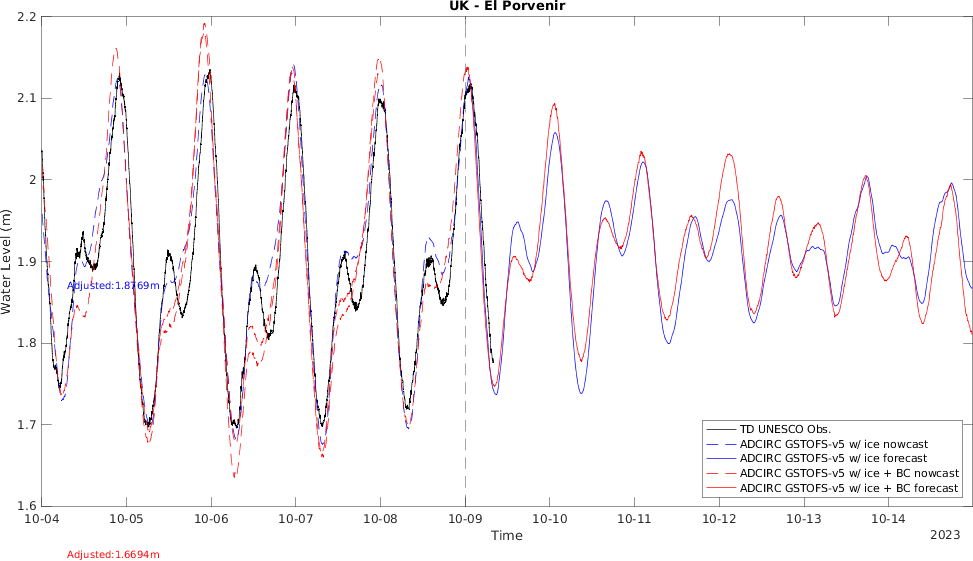 UK - El Porvenir
2.2
2.1
2
1.9
1.8
1.7
1.6
Water Level (m)
Adjusted:1.8769m
TD UNESCO Obs.
ADCIRC GSTOFS-v5 w/ ice nowcast
ADCIRC GSTOFS-v5 w/ ice forecast
ADCIRC GSTOFS-v5 w/ ice + BC nowcast
ADCIRC GSTOFS-v5 w/ ice + BC forecast
10-04 10-05 10-06 10-07 10-08 10-09 10-10 10-11 10-12 10-13 10-14
Time
2023
Adjusted:1.6694m